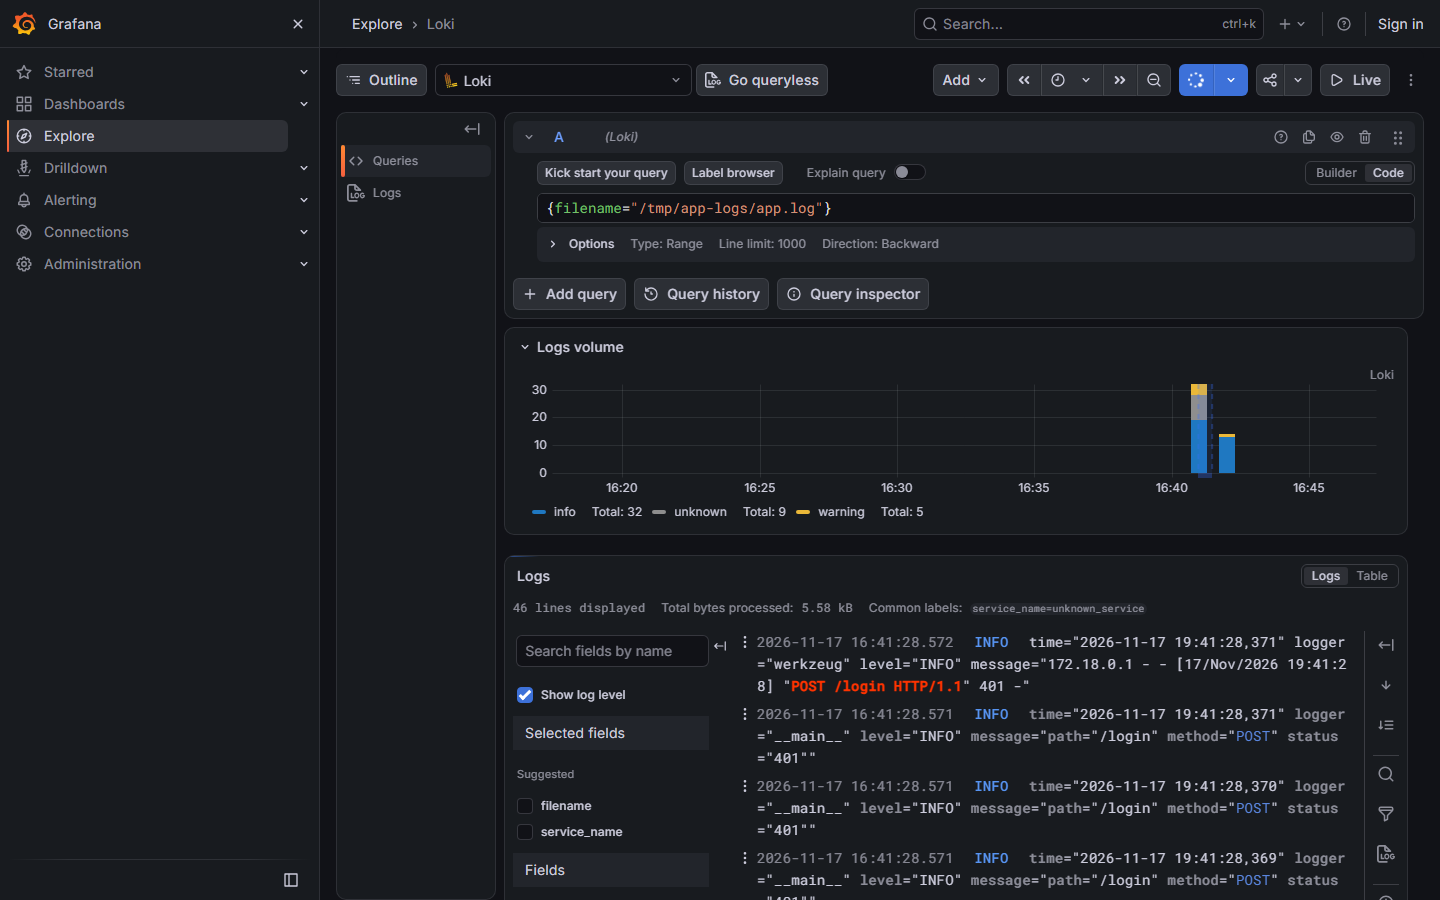 Grafana
Explore › Loki
Search...
ctrl+k
Sign in
Starred
Dashboards
Explore
Drilldown
Alerting
Connections
Administration
Outline
Loki
Go queryless
Add
Live
Queries
Logs
A
(Loki)
Kick start your query
Label browser
Explain query
Builder
Code
{filename="/tmp/app-logs/app.log"}
Options
Type: Range
Line limit: 1000
Direction: Backward
Add query
Query history
Query inspector
Logs volume
Loki
30
20
10
0
16:20
16:25
16:30
16:35
16:40
16:45
info Total: 32
unknown Total: 9
warning Total: 5
Logs
Logs
Table
46 lines displayed Total bytes processed: 5.58 kB Common labels: service_name=unknown_service
Search fields by name
Show log level
Selected fields
Suggested
filename
service_name
Fields
2026-11-17 16:41:28.572 INFO time="2026-11-17 19:41:28,371" logger
="werkzeug" level="INFO" message="172.18.0.1 - - [17/Nov/2026 19:41:2
8] "POST /login HTTP/1.1" 401 -"
2026-11-17 16:41:28.571 INFO time="2026-11-17 19:41:28,371" logger
="__main__" level="INFO" message="path="/login" method="POST" status
="401""
2026-11-17 16:41:28.571 INFO time="2026-11-17 19:41:28,370" logger
="__main__" level="INFO" message="path="/login" method="POST" status
="401""
2026-11-17 16:41:28.571 INFO time="2026-11-17 19:41:28,369" logger
="__main__" level="INFO" message="path="/login" method="POST" status